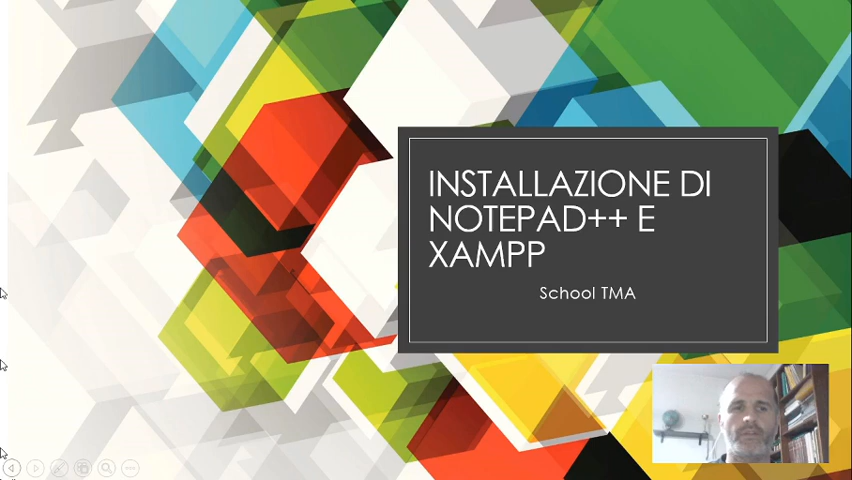 INSTALLAZIONE DI
NOTEPAD++ E
XAMPP
School TMA